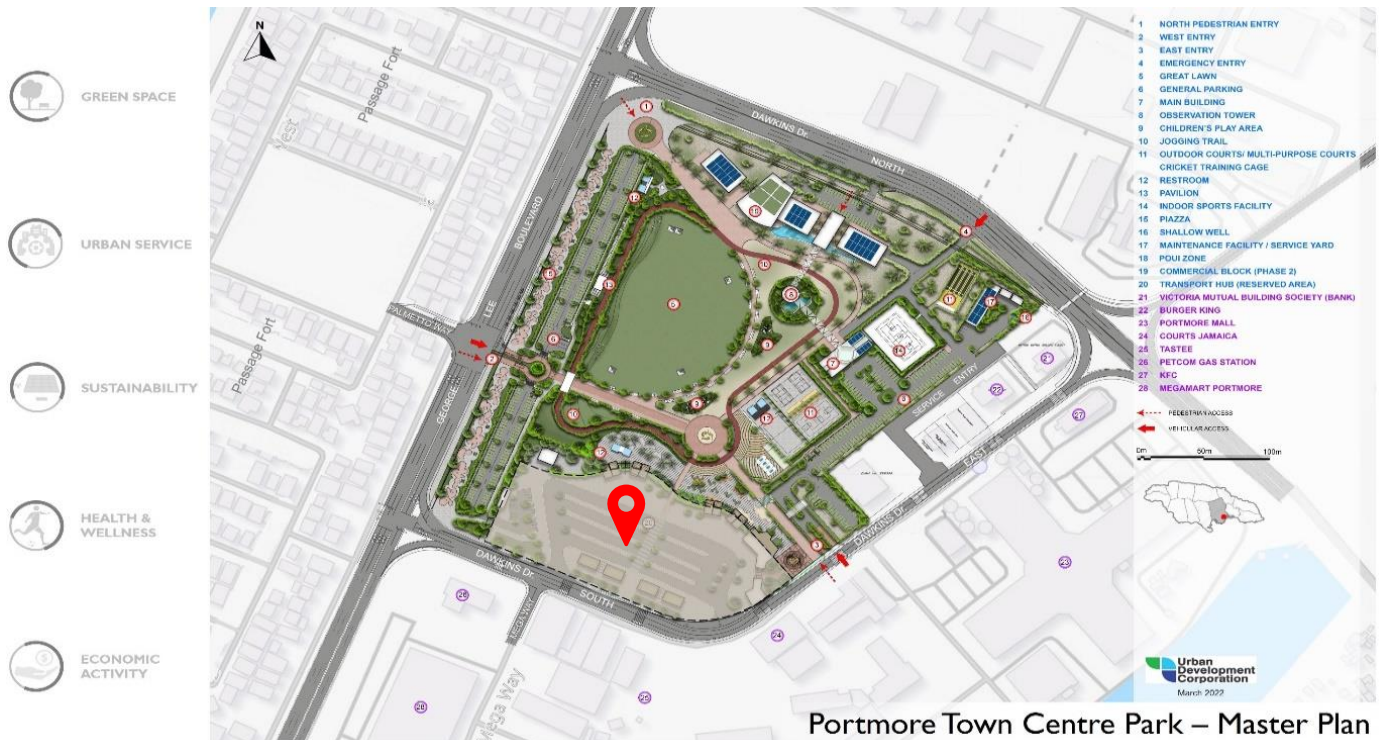 GREEN SPACE
URBAN SERVICE
SUSTAINABILITY
HEALTH &
WELLNESS
ECONOMIC
ACTIVITY
N
Passage Fort
West
Passage Fort
DAWKINS Dr.
NORTH
BOULEVARD
LEE
GEORGE
PALMETTO WAY
SERVICE ENTRY
EAST
DAWKINS Dr.
DAWKINS Dr.
SOUTH
MEGA WAY
Mega Way
1 NORTH PEDESTRIAN ENTRY
2 WEST ENTRY
3 EAST ENTRY
4 EMERGENCY ENTRY
5 GREAT LAWN
6 GENERAL PARKING
7 MAIN BUILDING
8 OBSERVATION TOWER
9 CHILDREN'S PLAY AREA
10 JOGGING TRAIL
11 OUTDOOR COURTS/ MULTI-PURPOSE COURTS
CRICKET TRAINING CAGE
12 RESTROOM
13 PAVILION
14 INDOOR SPORTS FACILITY
15 PIAZZA
16 SHALLOW WELL
17 MAINTENANCE FACILITY / SERVICE YARD
18 POUI ZONE
19 COMMERCIAL BLOCK (PHASE 2)
20 TRANSPORT HUB (RESERVED AREA)
21 VICTORIA MUTUAL BUILDING SOCIETY (BANK)
22 BURGER KING
23 PORTMORE MALL
24 COURTS JAMAICA
25 TASTEE
26 PETCOM GAS STATION
27 KFC
28 MEGAMART PORTMORE
PEDESTRIAN ACCESS
VEHICULAR ACCESS
0m 50m 100m
Urban
Development
Corporation
March 2022
Portmore Town Centre Park – Master Plan